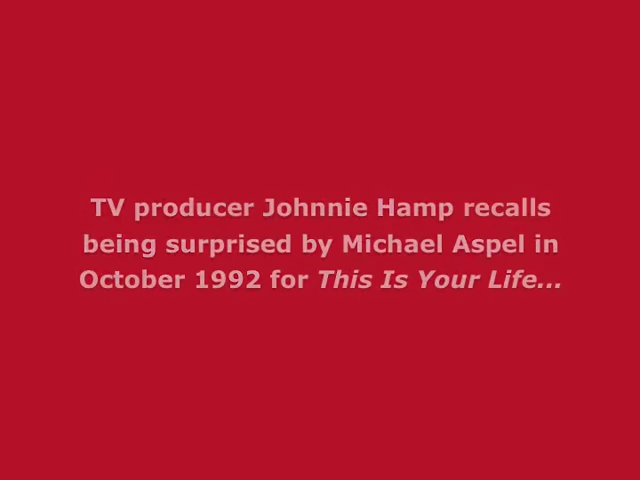 TV producer Johnnie Hamp recalls
being surprised by Michael Aspel in
October 1992 for This Is Your Life...